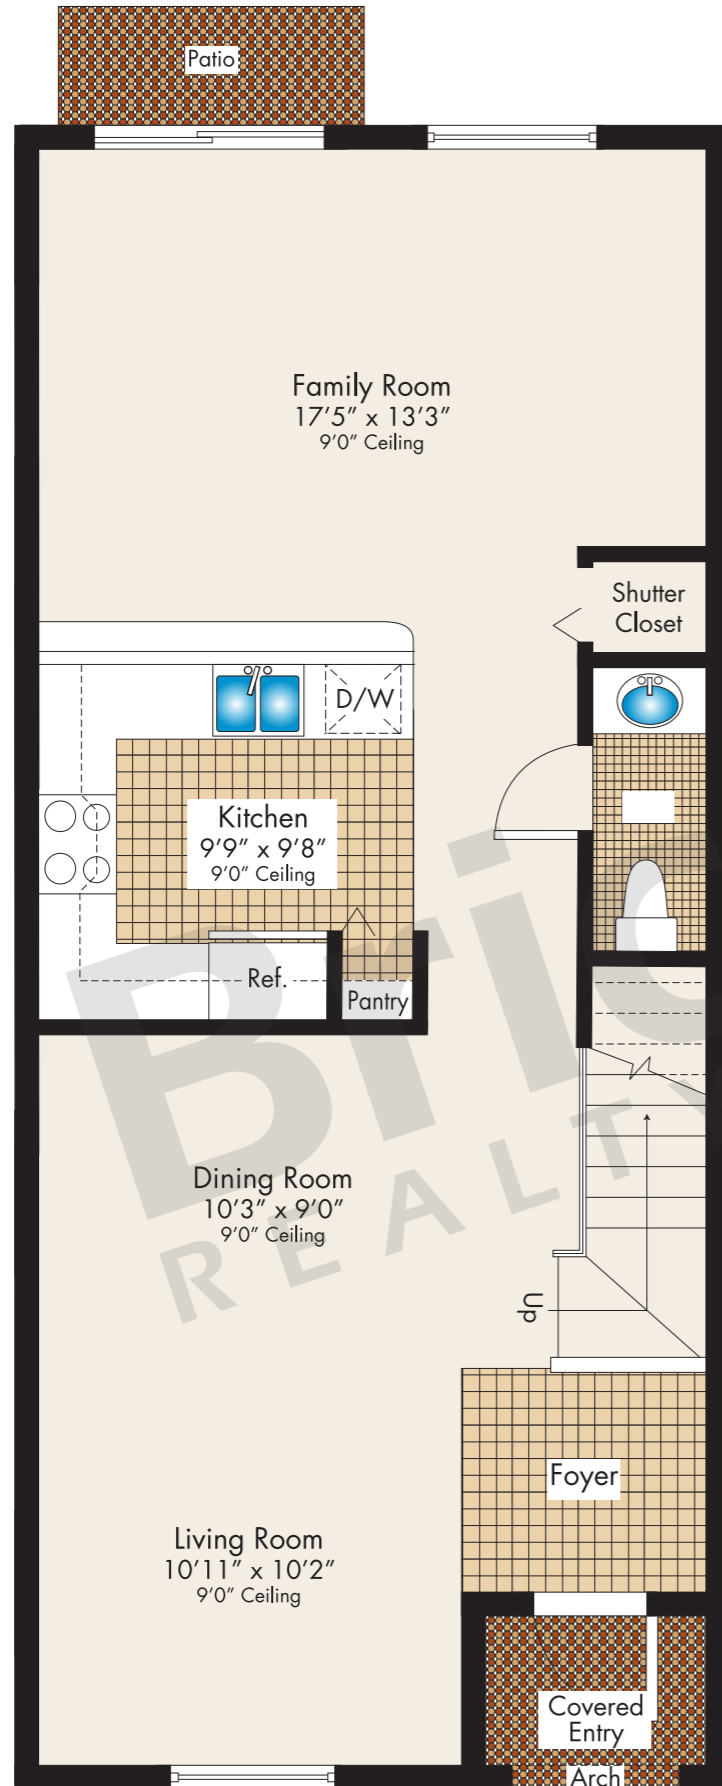 Patio
Family Room
17'5" x 13'3"
9'0" Ceiling
Shutter
Closet
D/W
Kitchen
9'9" x 9'8"
9'0" Ceiling
Ref.
Pantry
Dining Room
10'3" x 9'0"
9'0" Ceiling
Up
Foyer
Living Room
10'11" x 10'2"
9'0" Ceiling
Covered
Entry
Arch
REALTY